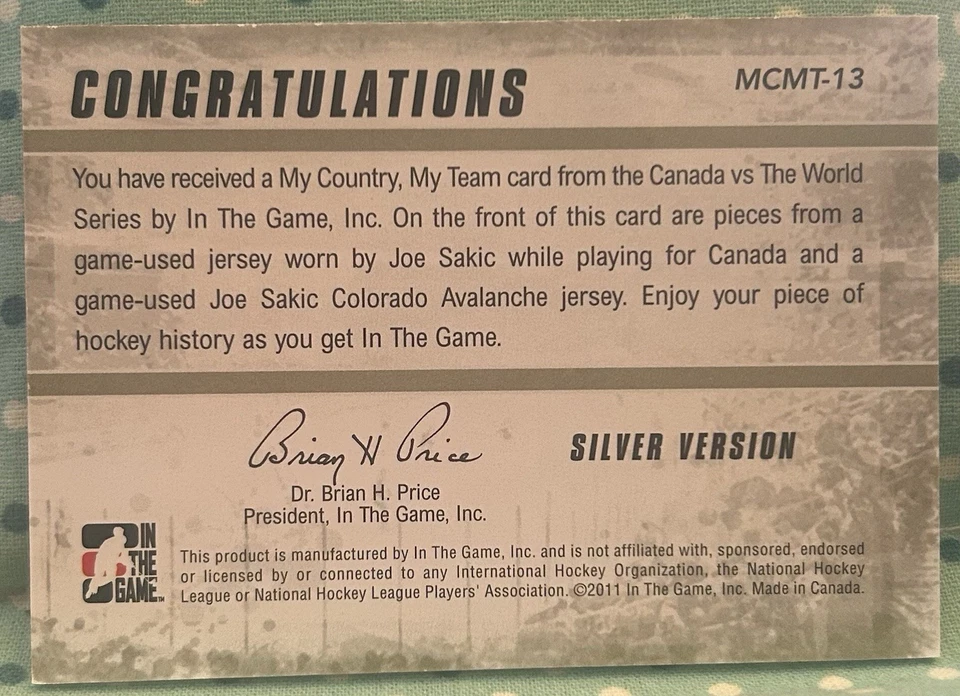 CONGRATULATIONS
MCMT-13
You have received a My Country, My Team card from the Canada vs The World
Series by In The Game, Inc. On the front of this card are pieces from a
game-used jersey worn by Joe Sakic while playing for Canada and a
game-used Joe Sakic Colorado Avalanche jersey. Enjoy your piece of
hockey history as you get In The Game.
Brian H Price
SILVER VERSION
Dr. Brian H. Price
President, In The Game, Inc.
IN
THE
GAME™
This product is manufactured by In The Game, Inc. and is not affiliated with, sponsored, endorsed
or licensed by or connected to any International Hockey Organization, the National Hockey
League or National Hockey League Players' Association. ©2011 In The Game, Inc. Made in Canada.